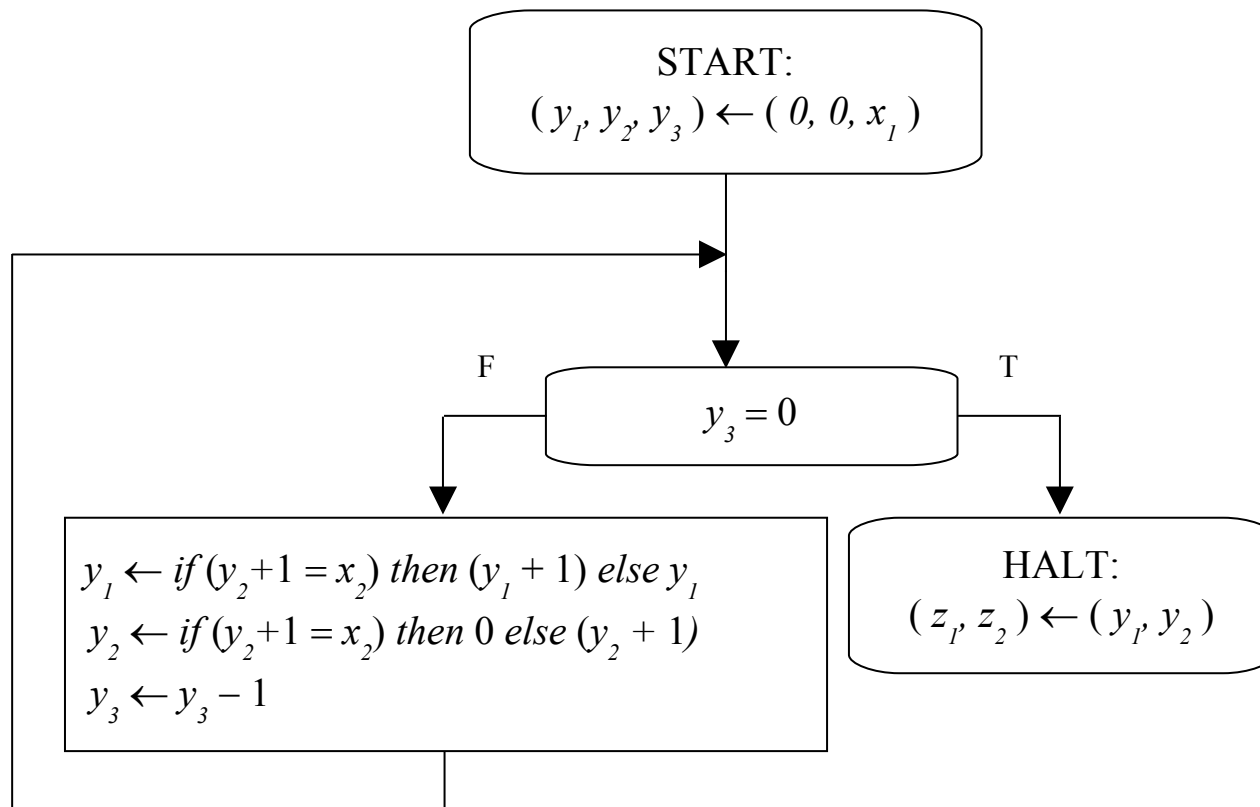 START:
( y₁, y₂, y₃ ) ← ( 0, 0, x₁ )
F
T
y₃ = 0
y₁ ← if (y₂+1 = x₂) then (y₁ + 1) else y₁
y₂ ← if (y₂+1 = x₂) then 0 else (y₂ + 1)
y₃ ← y₃ − 1
HALT:
( z₁, z₂ ) ← ( y₁, y₂ )